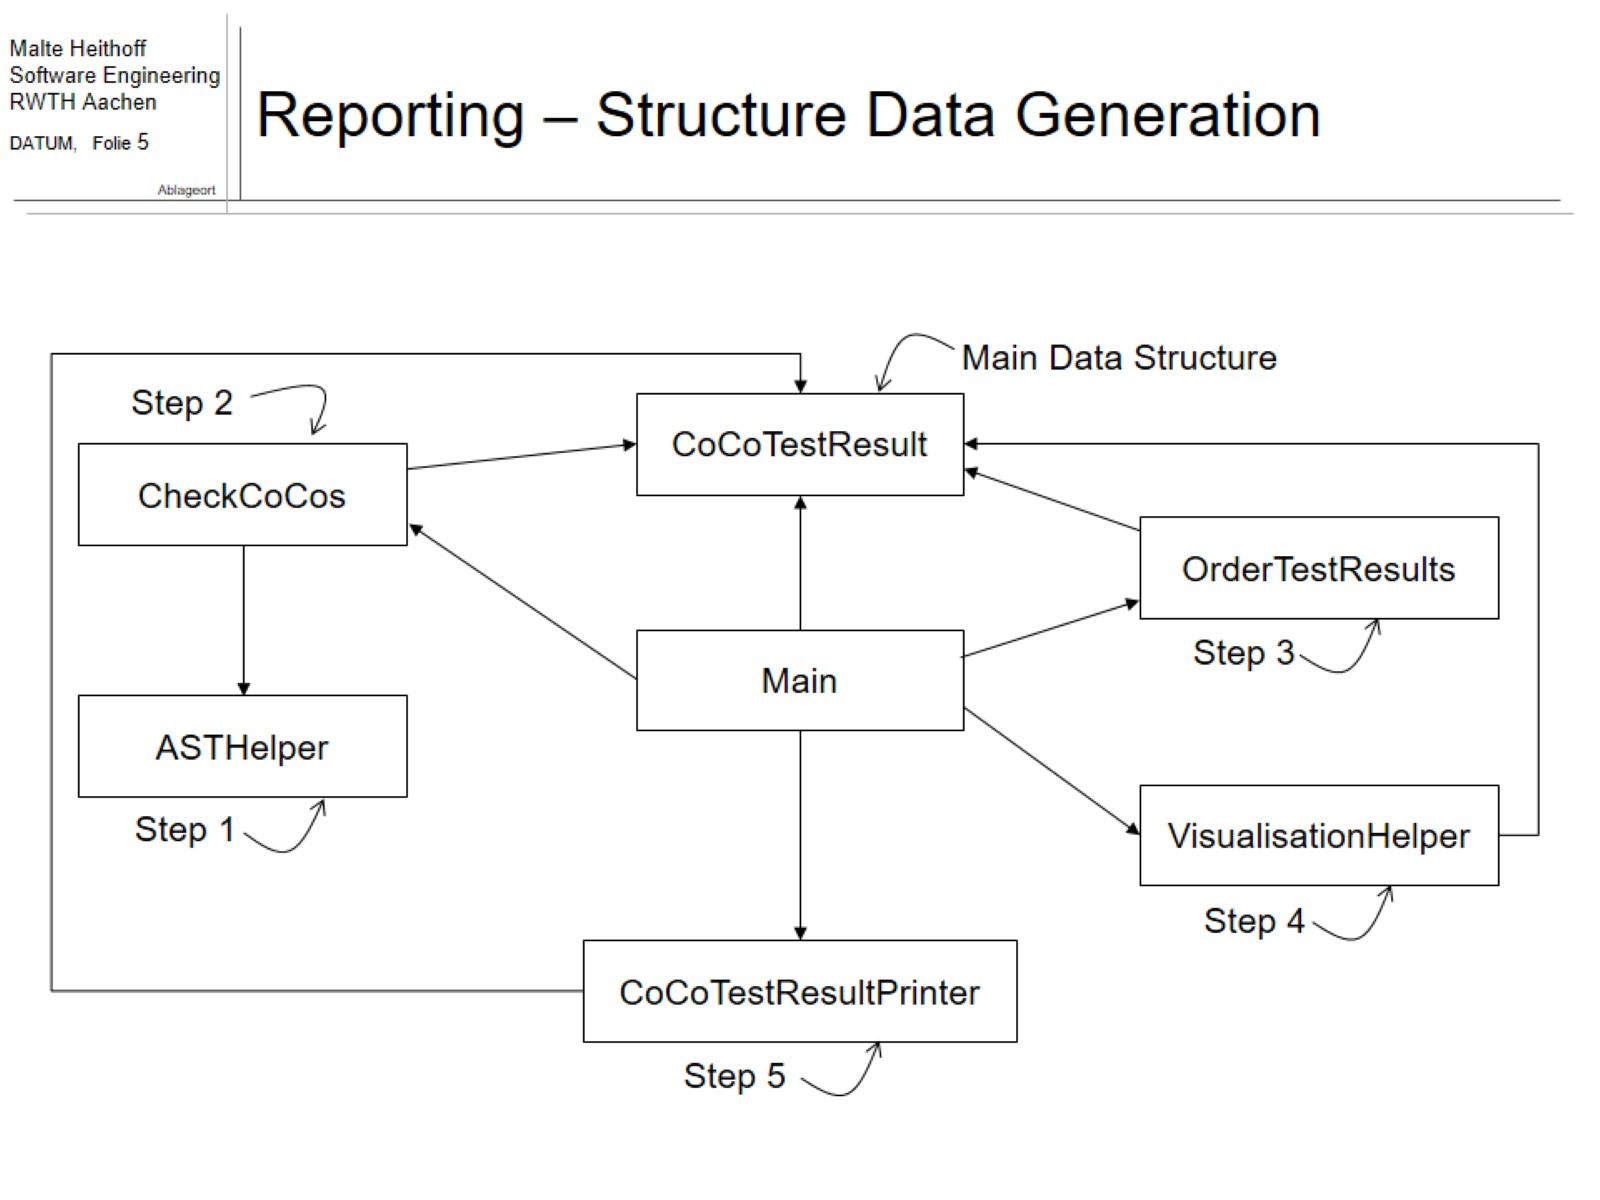 Malte Heithoff
Software Engineering
RWTH Aachen
DATUM, Folie 5
Ablageort
Reporting – Structure Data Generation
Main Data Structure
Step 2
CoCoTestResult
CheckCoCos
OrderTestResults
Step 3
Main
ASTHelper
Step 1
VisualisationHelper
Step 4
CoCoTestResultPrinter
Step 5